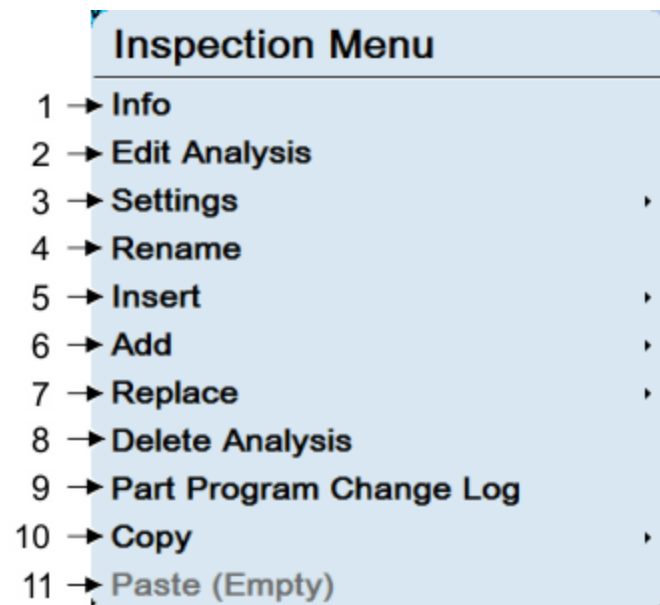 Inspection Menu
1 Info
2 Edit Analysis
3 Settings
4 Rename
5 Insert
6 Add
7 Replace
8 Delete Analysis
9 Part Program Change Log
10 Copy
11 Paste (Empty)